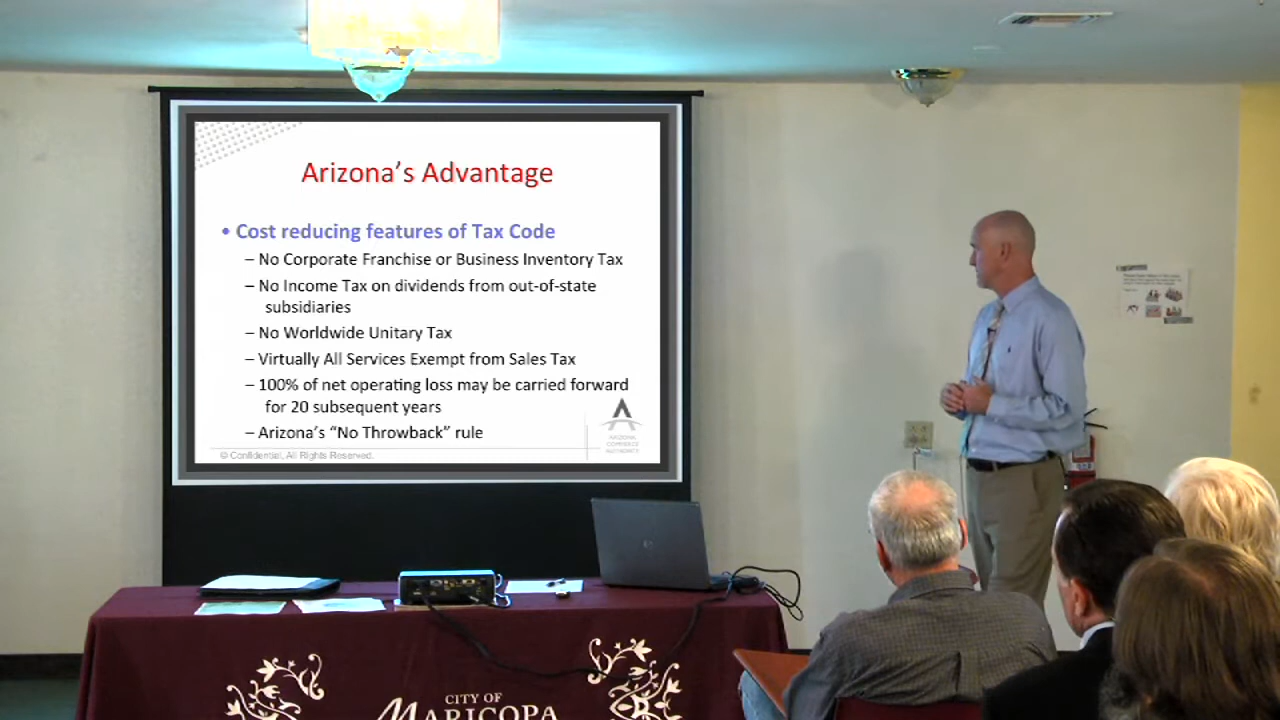 Arizona's Advantage
• Cost reducing features of Tax Code
– No Corporate Franchise or Business Inventory Tax
– No Income Tax on dividends from out-of-state
subsidiaries
– No Worldwide Unitary Tax
– Virtually All Services Exempt from Sales Tax
– 100% of net operating loss may be carried forward
for 20 subsequent years
– Arizona's “No Throwback” rule
ARIZONA
COMMERCE
AUTHORITY
© Confidential, All Rights Reserved.
CITY OF
MARICOPA